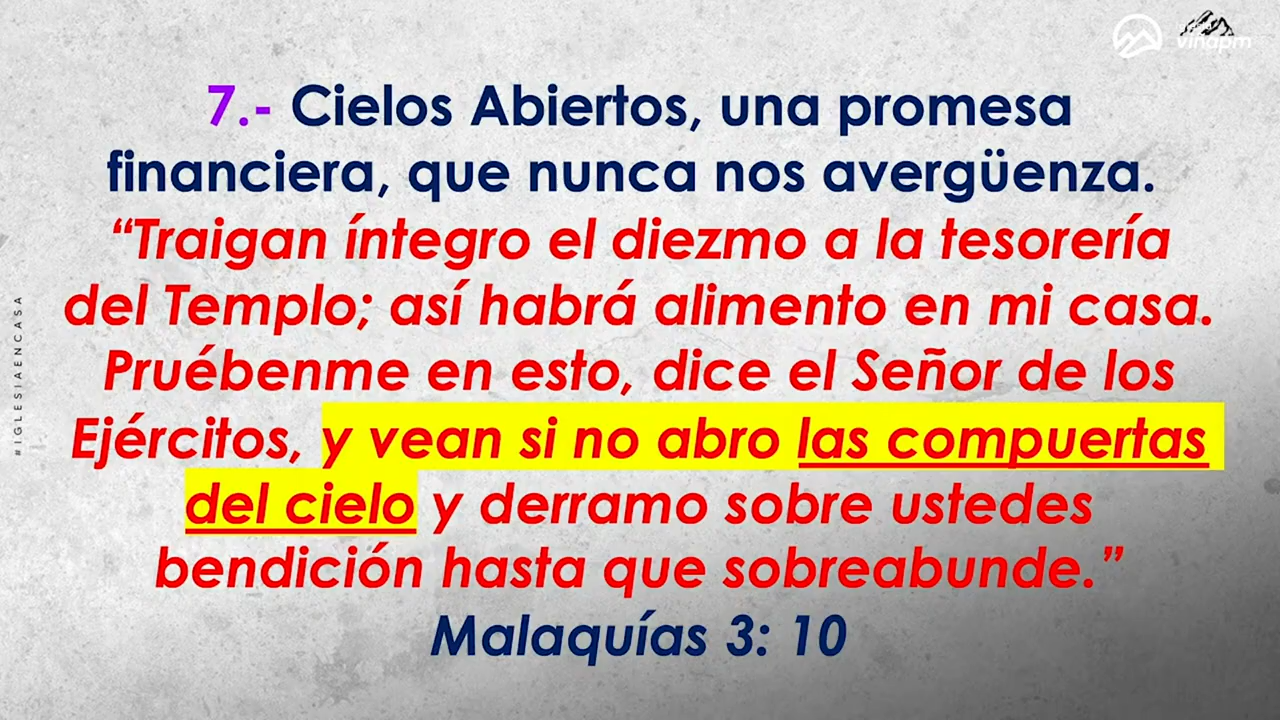 viñapm
7.- Cielos Abiertos, una promesa
financiera, que nunca nos avergüenza.
“Traigan íntegro el diezmo a la tesorería
del Templo; así habrá alimento en mi casa.
Pruébenme en esto, dice el Señor de los
Ejércitos, y vean si no abro las compuertas
del cielo y derramo sobre ustedes
bendición hasta que sobreabunde.”
Malaquías 3: 10
#IGLESIAENCASA